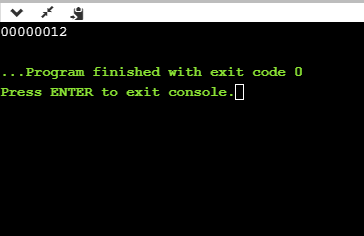 00000012
...Program finished with exit code 0
Press ENTER to exit console.